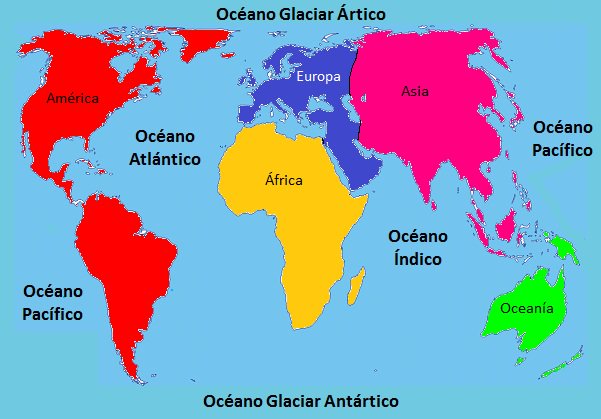 Océano Glaciar Ártico
Europa
América
Asia
Océano
Atlántico
Océano
Pacífico
África
Océano
Índico
Océano
Pacífico
Oceanía
Océano Glaciar Antártico